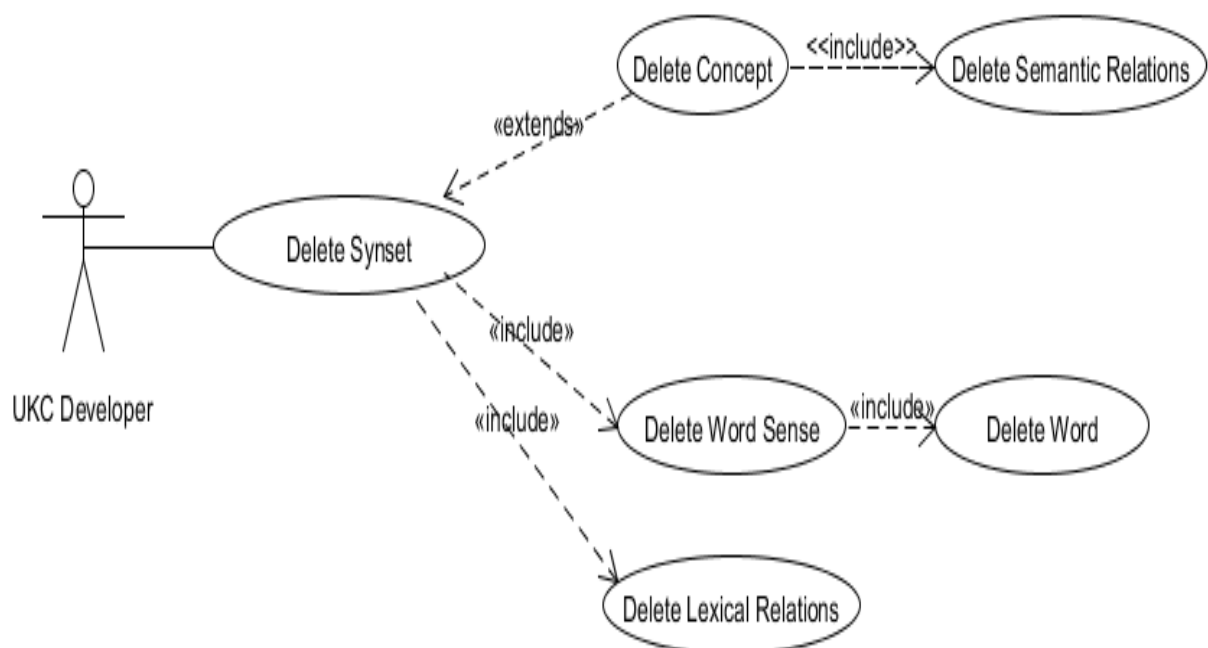 Delete Concept
<<include>>
Delete Semantic Relations
«extends»
Delete Synset
«include»
UKC Developer
«include»
Delete Word Sense
«include»
Delete Word
Delete Lexical Relations